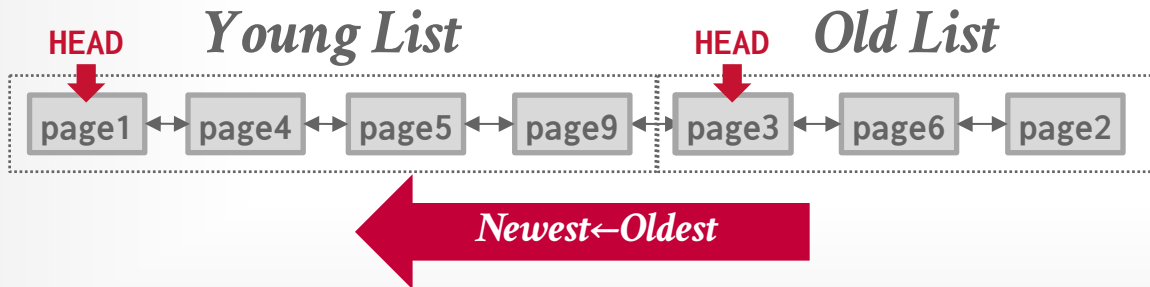 Young List Old List
HEAD HEAD
page1 page4 page5 page9 page3 page6 page2
Newest←Oldest